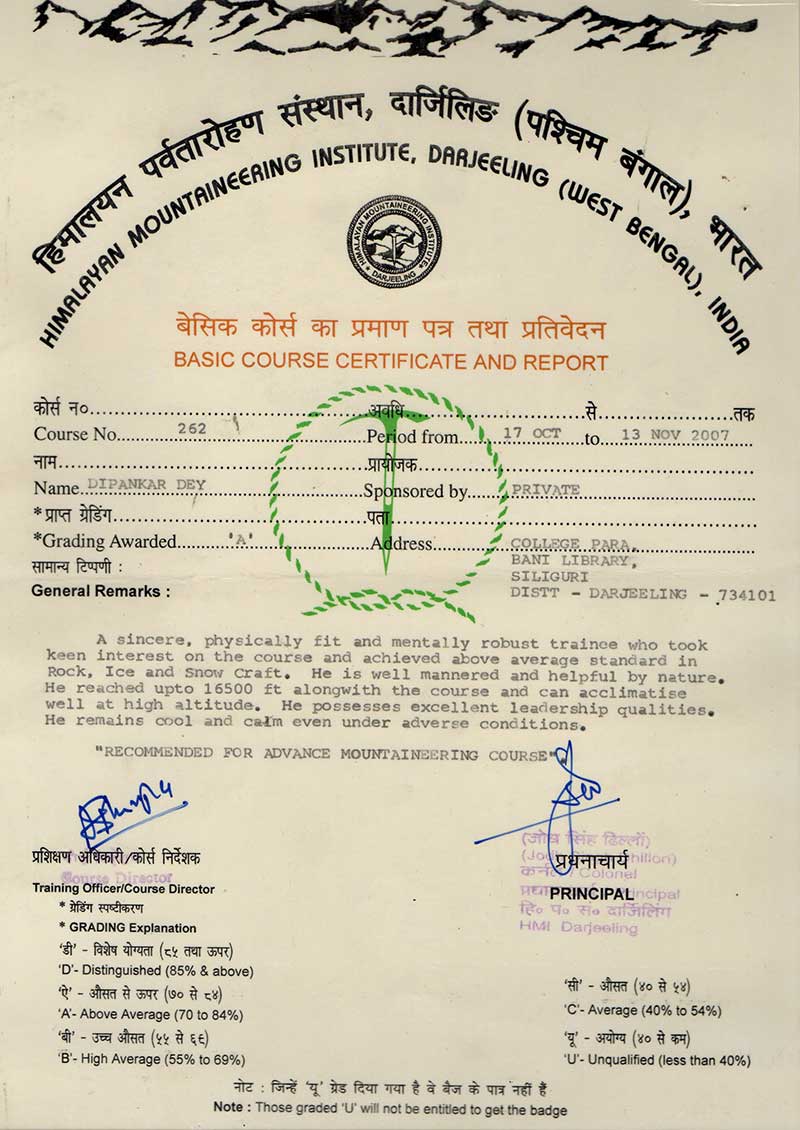 हिमालयन पर्वतारोहण संस्थान, दार्जिलिङ (पश्चिम बंगाल), भारत
HIMALAYAN MOUNTAINEERING INSTITUTE, DARJEELING (WEST BENGAL), INDIA
HIMALAYAN MOUNTAINEERING INSTITUTE
DARJEELING
बेसिक कोर्स का प्रमाण पत्र तथा प्रतिवेदन
BASIC COURSE CERTIFICATE AND REPORT
कोर्स न०..........अवधि..........से..........तक
Course No. 262 Period from 17 OCT to 13 NOV 2007
नाम..........प्रायोजक..........
Name DIPANKAR DEY Sponsored by PRIVATE
*प्राप्त ग्रेडिंग..........पता..........
*Grading Awarded 'A' Address COLLEGE PARA,
सामान्य टिप्पणी : BANI LIBRARY,
SILIGURI
General Remarks : DISTT - DARJEELING - 734101
A sincere, physically fit and mentally robust trainee who took
keen interest on the course and achieved above average standard in
Rock, Ice and Snow Craft. He is well mannered and helpful by nature.
He reached upto 16500 ft alongwith the course and can acclimatise
well at high altitude. He possesses excellent leadership qualities.
He remains cool and calm even under adverse conditions.
"RECOMMENDED FOR ADVANCE MOUNTAINEERING COURSE"
(जोध सिंह ढिल्लों)
प्रशिक्षण अधिकारी/कोर्स निर्देशक
प्रधनाचार्य
Course Director
Colonel
Training Officer/Course Director
PRINCIPAL
हि० प० स० दार्जिलिंग
HMI Darjeeling
* ग्रेडिंग स्पष्टीकरण
* GRADING Explanation
'डी' - विशेष योग्यता (८५ तथा ऊपर)
'D'- Distinguished (85% & above)
'ऐ' - औसत से ऊपर (७० से ८४)
'A'- Above Average (70 to 84%)
'बी' - उच्च औसत (५५ से ६९)
'B'- High Average (55% to 69%)
'सी' - औसत (४० से ५४)
'C'- Average (40% to 54%)
'यू' - अयोग्य (४० से कम)
'U'- Unqualified (less than 40%)
नोट : जिन्हें 'यू' ग्रेड दिया गया है वे बैज के पात्र नहीं हैं
Note : Those graded 'U' will not be entitled to get the badge